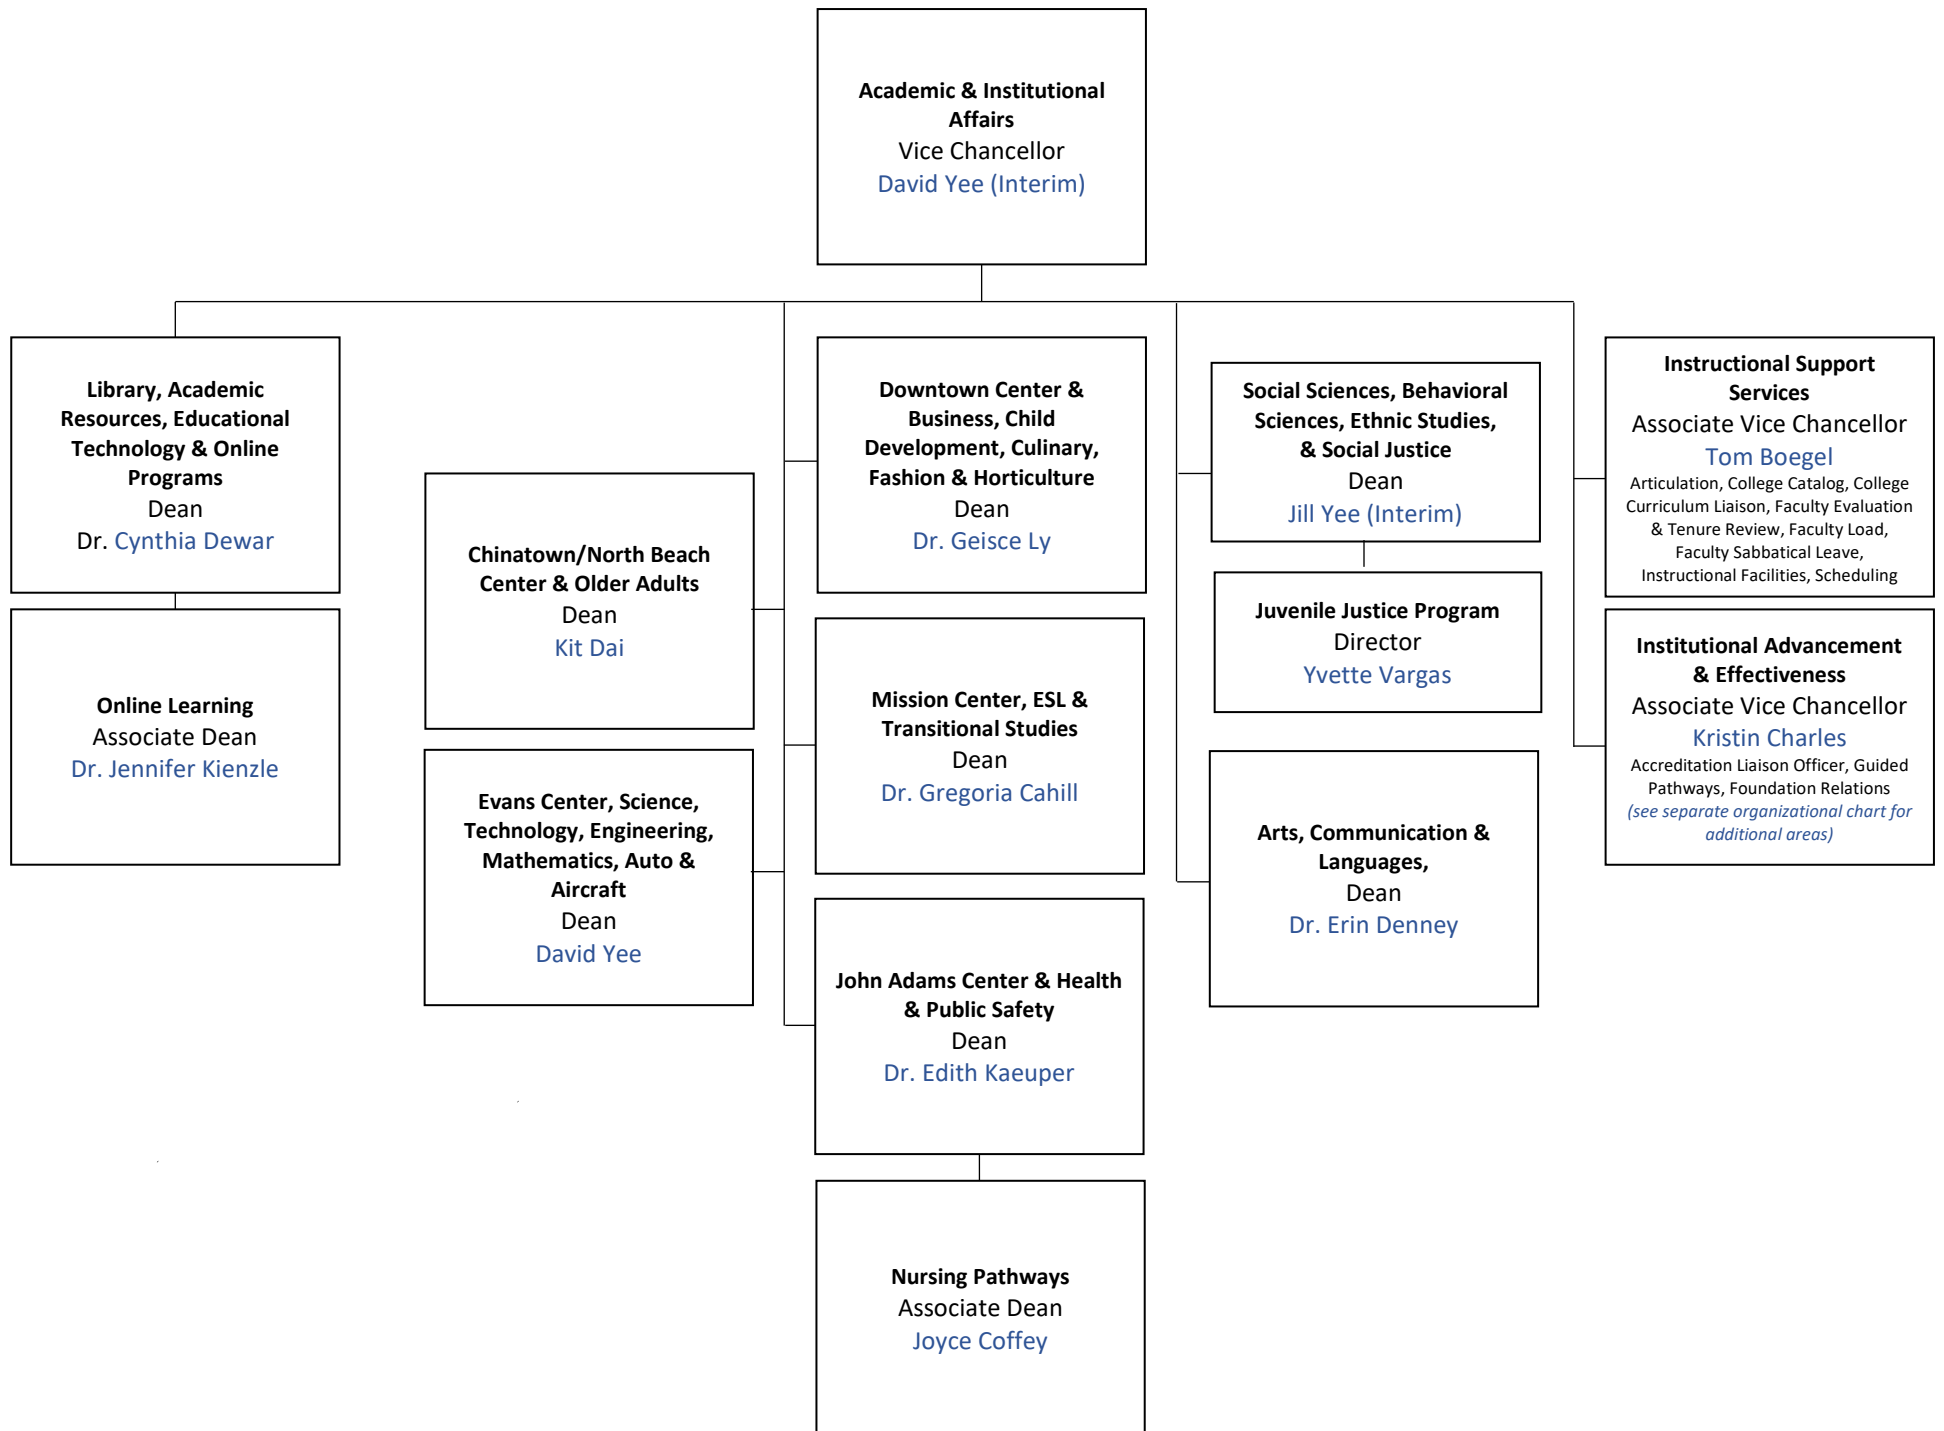 Academic & Institutional
Affairs
Vice Chancellor
David Yee (Interim)
Library, Academic
Resources, Educational
Technology & Online
Programs
Dean
Dr. Cynthia Dewar
Online Learning
Associate Dean
Dr. Jennifer Kienzle
Chinatown/North Beach
Center & Older Adults
Dean
Kit Dai
Evans Center, Science,
Technology, Engineering,
Mathematics, Auto &
Aircraft
Dean
David Yee
Downtown Center &
Business, Child
Development, Culinary,
Fashion & Horticulture
Dean
Dr. Geisce Ly
Mission Center, ESL &
Transitional Studies
Dean
Dr. Gregoria Cahill
John Adams Center & Health
& Public Safety
Dean
Dr. Edith Kaeuper
Nursing Pathways
Associate Dean
Joyce Coffey
Social Sciences, Behavioral
Sciences, Ethnic Studies,
& Social Justice
Dean
Jill Yee (Interim)
Juvenile Justice Program
Director
Yvette Vargas
Arts, Communication &
Languages,
Dean
Dr. Erin Denney
Instructional Support
Services
Associate Vice Chancellor
Tom Boegel
Articulation, College Catalog, College
Curriculum Liaison, Faculty Evaluation
& Tenure Review, Faculty Load,
Faculty Sabbatical Leave,
Instructional Facilities, Scheduling
Institutional Advancement
& Effectiveness
Associate Vice Chancellor
Kristin Charles
Accreditation Liaison Officer, Guided
Pathways, Foundation Relations
(see separate organizational chart for
additional areas)